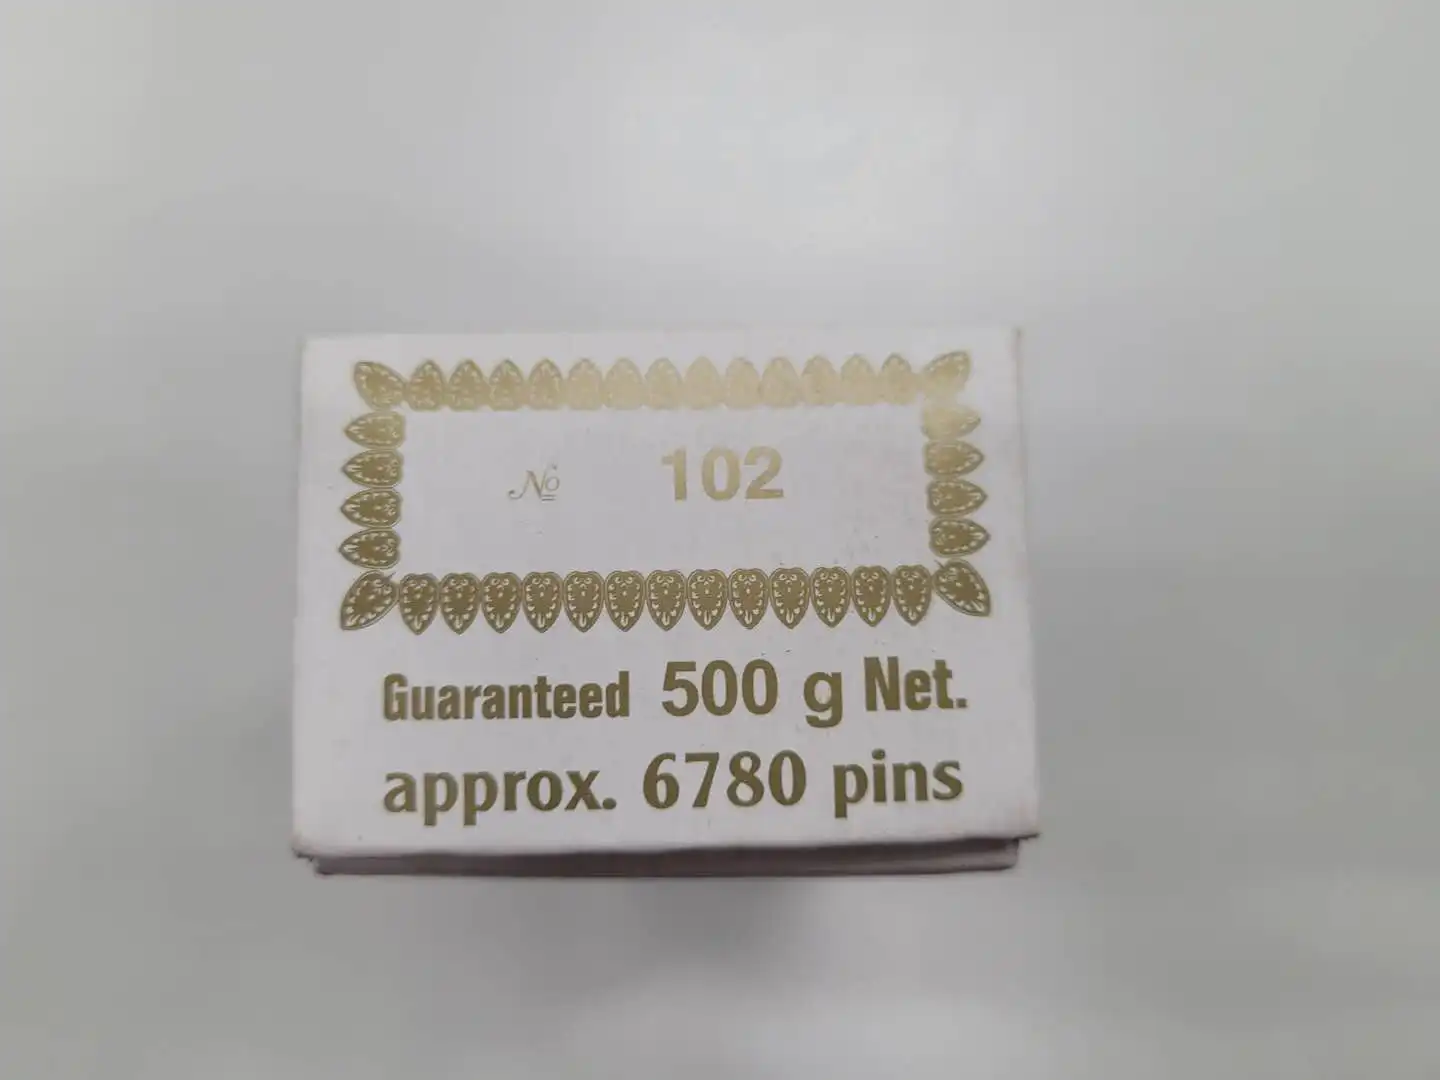 No 102
Guaranteed 500 g Net.
approx. 6780 pins